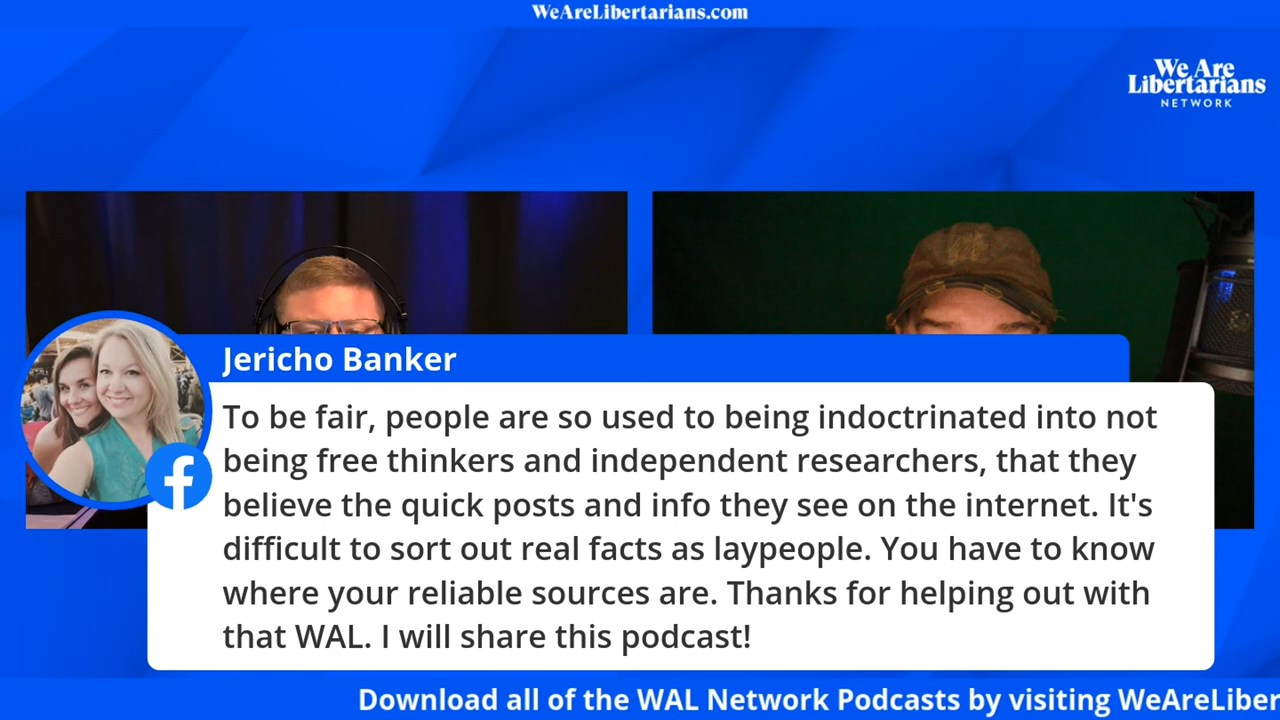 WeAreLibertarians.com
We Are
Libertarians
NETWORK
Jericho Banker
To be fair, people are so used to being indoctrinated into not
being free thinkers and independent researchers, that they
believe the quick posts and info they see on the internet. It's
difficult to sort out real facts as laypeople. You have to know
where your reliable sources are. Thanks for helping out with
that WAL. I will share this podcast!
Download all of the WAL Network Podcasts by visiting WeAreLiber